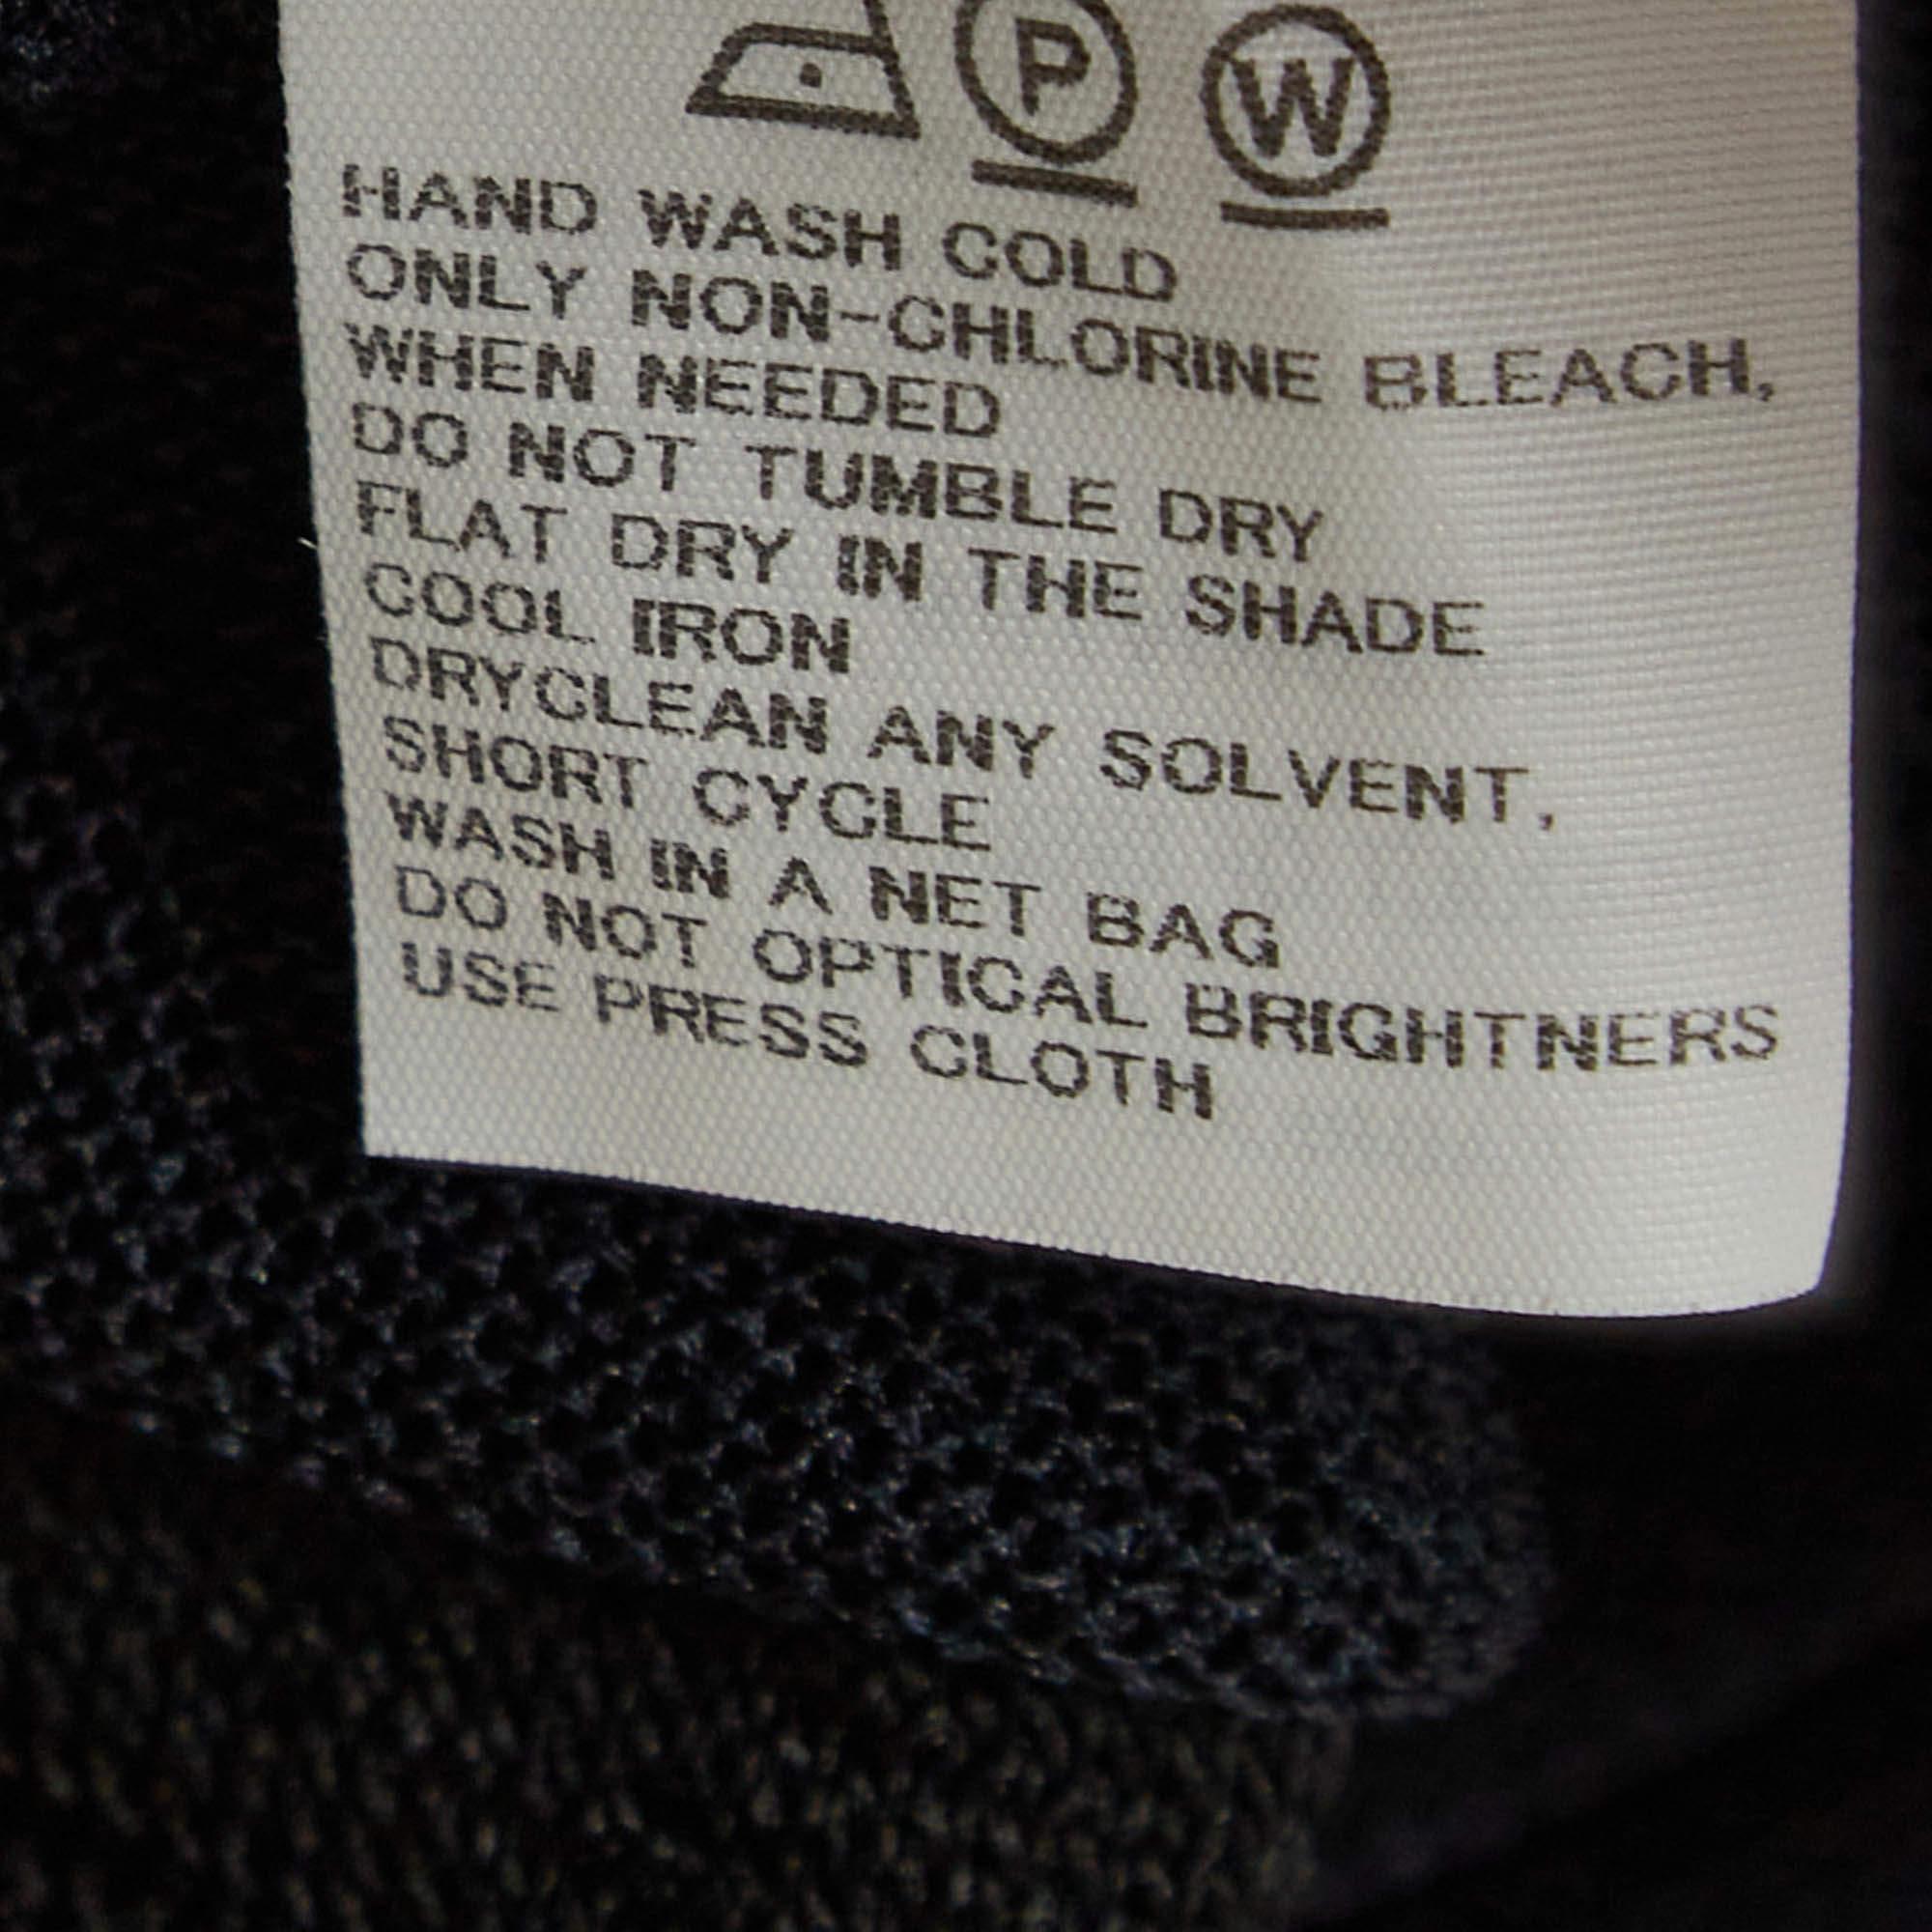 P W
HAND WASH COLD
ONLY NON-CHLORINE BLEACH,
WHEN NEEDED
DO NOT TUMBLE DRY
FLAT DRY IN THE SHADE
COOL IRON
DRYCLEAN ANY SOLVENT,
SHORT CYCLE
WASH IN A NET BAG
DO NOT OPTICAL BRIGHTNERS
USE PRESS CLOTH